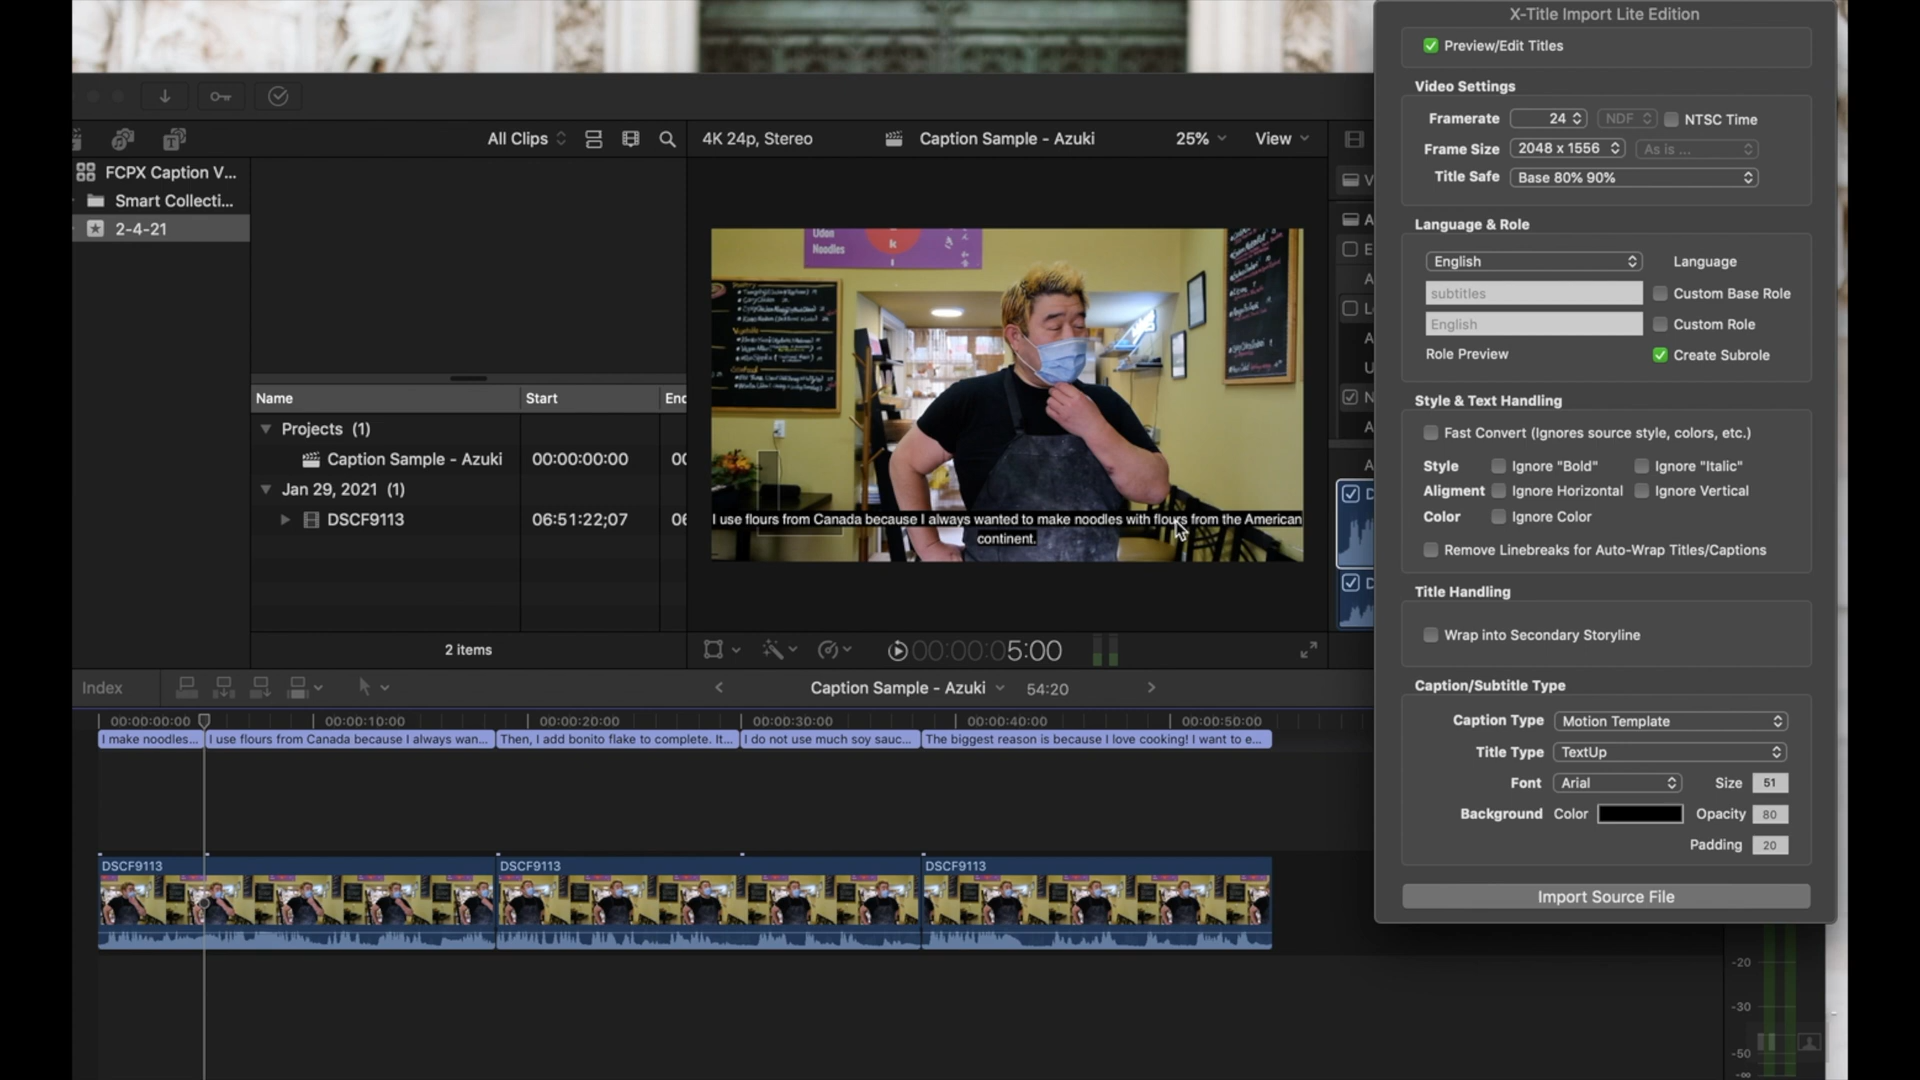 X-Title Import Lite Edition
Preview/Edit Titles
Video Settings
Framerate 24 NDF NTSC Time
Frame Size 2048 x 1556 As is ...
Title Safe Base 80% 90%
Language & Role
English Language
subtitles Custom Base Role
English Custom Role
Role Preview Create Subrole
Style & Text Handling
Fast Convert (Ignores source style, colors, etc.)
Style Ignore "Bold" Ignore "Italic"
Aligment Ignore Horizontal Ignore Vertical
Color Ignore Color
Remove Linebreaks for Auto-Wrap Titles/Captions
Title Handling
Wrap into Secondary Storyline
Caption/Subtitle Type
Caption Type Motion Template
Title Type TextUp
Font Arial Size 51
Background Color Opacity 80
Padding 20
Import Source File
All Clips
4K 24p, Stereo
Caption Sample - Azuki
25%
View
FCPX Caption V...
Smart Collecti...
2-4-21
Name Start
Projects (1)
Caption Sample - Azuki 00:00:00:00
Jan 29, 2021 (1)
DSCF9113 06:51:22;07
2 items
Udon
Noodles
I use flours from Canada because I always wanted to make noodles with flours from the American
continent.
00:00:05:00
Index
Caption Sample - Azuki
54:20
00:00:00:00 00:00:10:00 00:00:20:00 00:00:30:00 00:00:40:00 00:00:50:00
I make noodles... I use flours from Canada because I always wan... Then, I add bonito flake to complete. It... I do not use much soy sauc... The biggest reason is because I love cooking! I want to e...
DSCF9113 DSCF9113 DSCF9113
-20
-30
-50
-∞